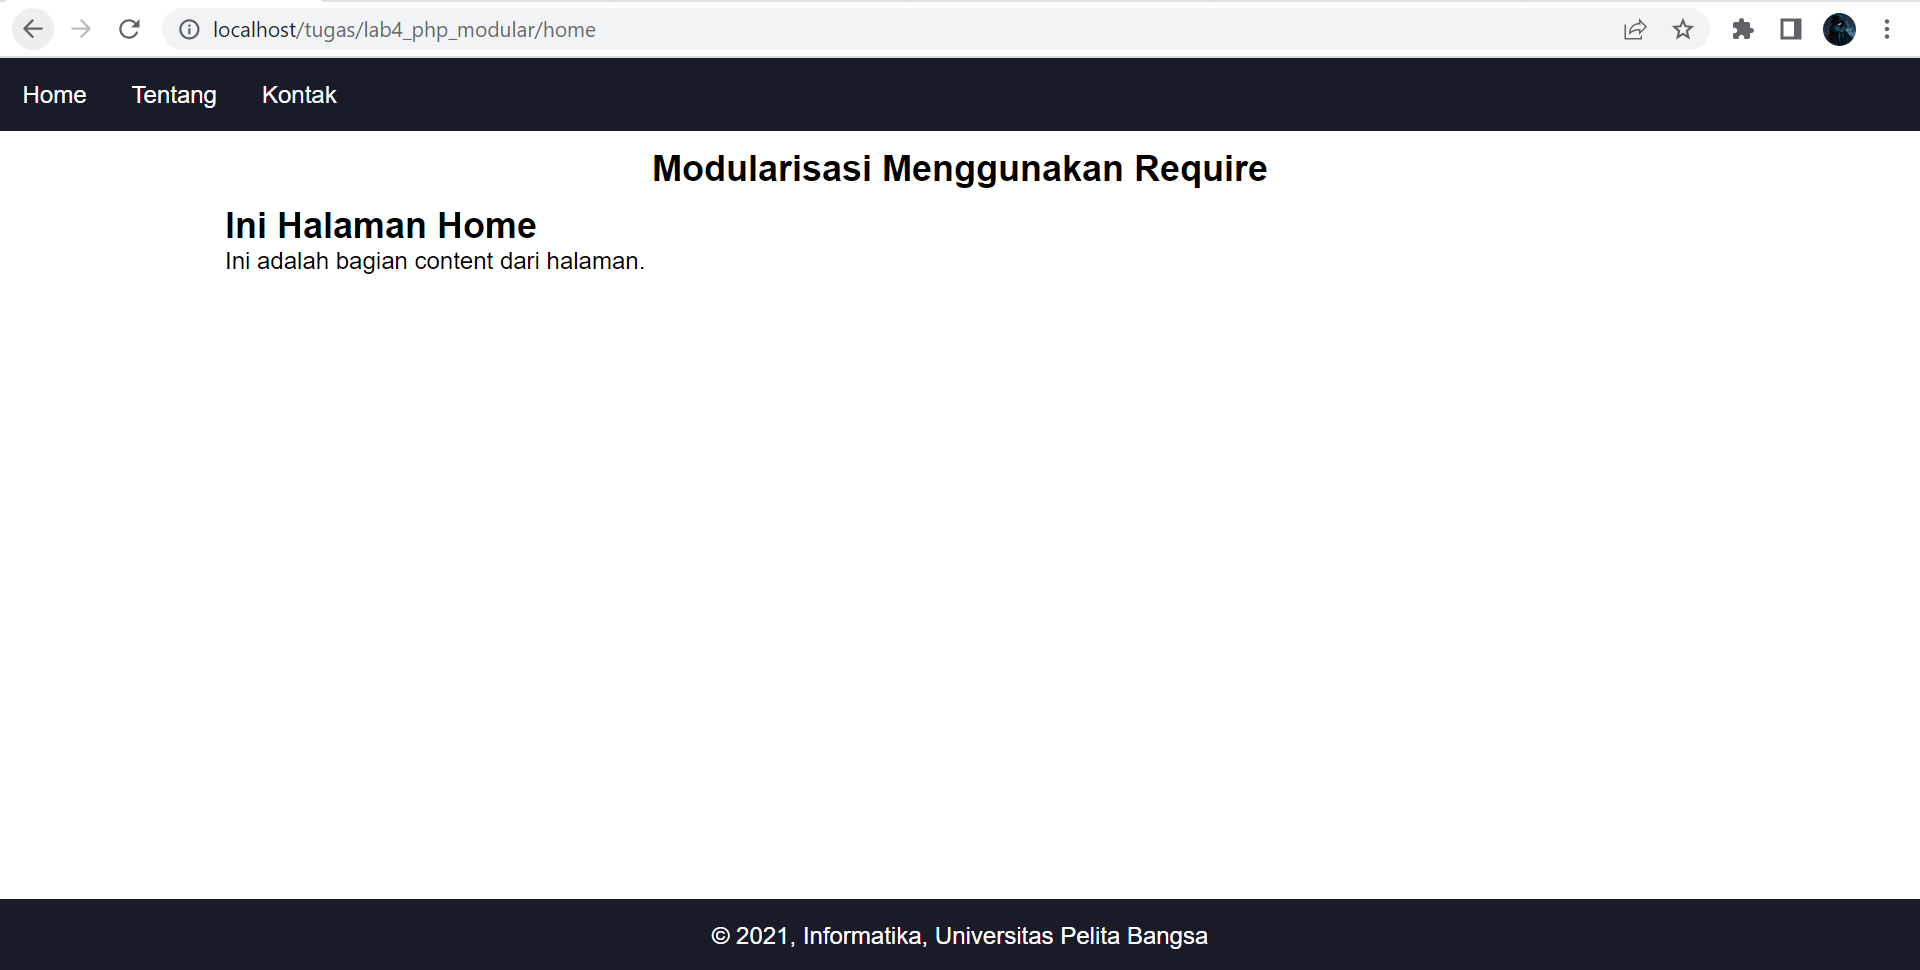 localhost/tugas/lab4_php_modular/home
Home Tentang Kontak
Modularisasi Menggunakan Require
Ini Halaman Home
Ini adalah bagian content dari halaman.
© 2021, Informatika, Universitas Pelita Bangsa